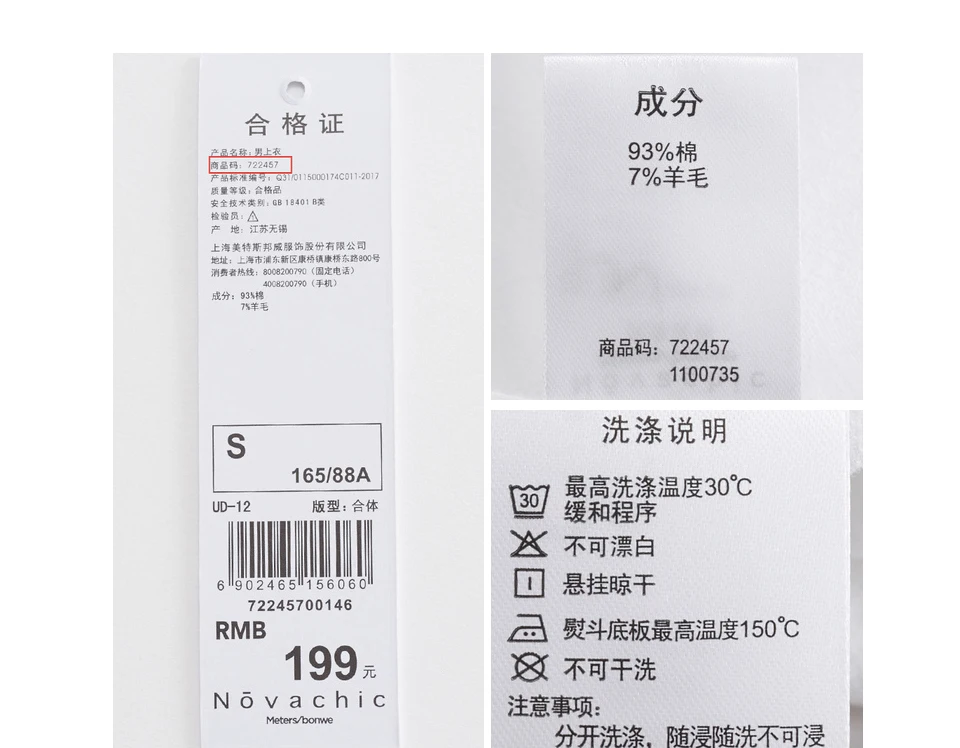 合格证
产品名称：男上衣
商品码：722457
产品标准编号：Q31/0115000174C011-2017
质量等级：合格品
安全技术类别：GB 18401 B类
检验员：
产 地：江苏无锡
上海美特斯邦威服饰股份有限公司
地址：上海市浦东新区康桥镇康桥东路800号
消费者热线：8008200790（固定电话）
4008200790（手机）
成分：93%棉
7%羊毛
S
165/88A
UD-12 版型：合体
6 902465 156060
72245700146
RMB
199元
Nōvachic
Meters/bonwe
成分
93%棉
7%羊毛
商品码：722457
1100735
洗涤说明
30 最高洗涤温度30℃
缓和程序
不可漂白
悬挂晾干
熨斗底板最高温度150℃
不可干洗
注意事项：
分开洗涤，随浸随洗不可浸